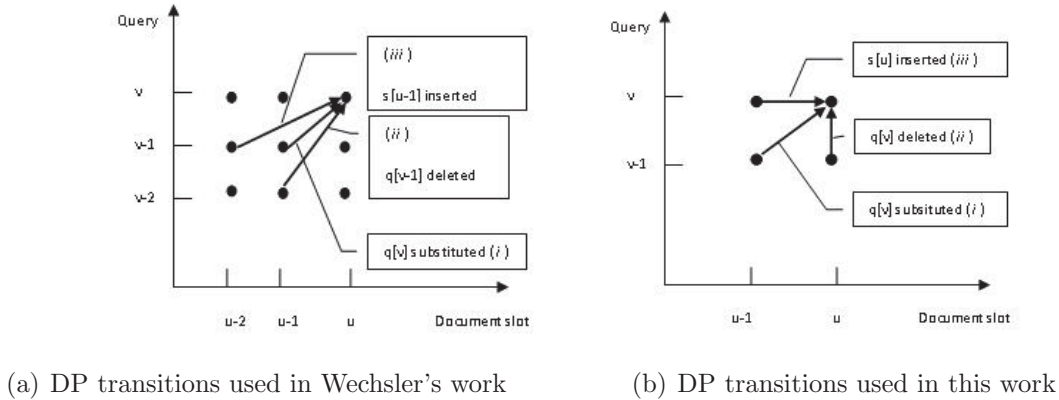 Query
(iii)
s[u-1] inserted
v
(ii)
v-1
q[v-1] deleted
v-2
q[v] substituted (i)
u-2
u-1
u
Document slot
(a) DP transitions used in Wechsler's work
Query
s[u] inserted (iii)
v
q[v] deleted (ii)
v-1
q[v] subsituted (i)
u-1
u
Document slot
(b) DP transitions used in this work